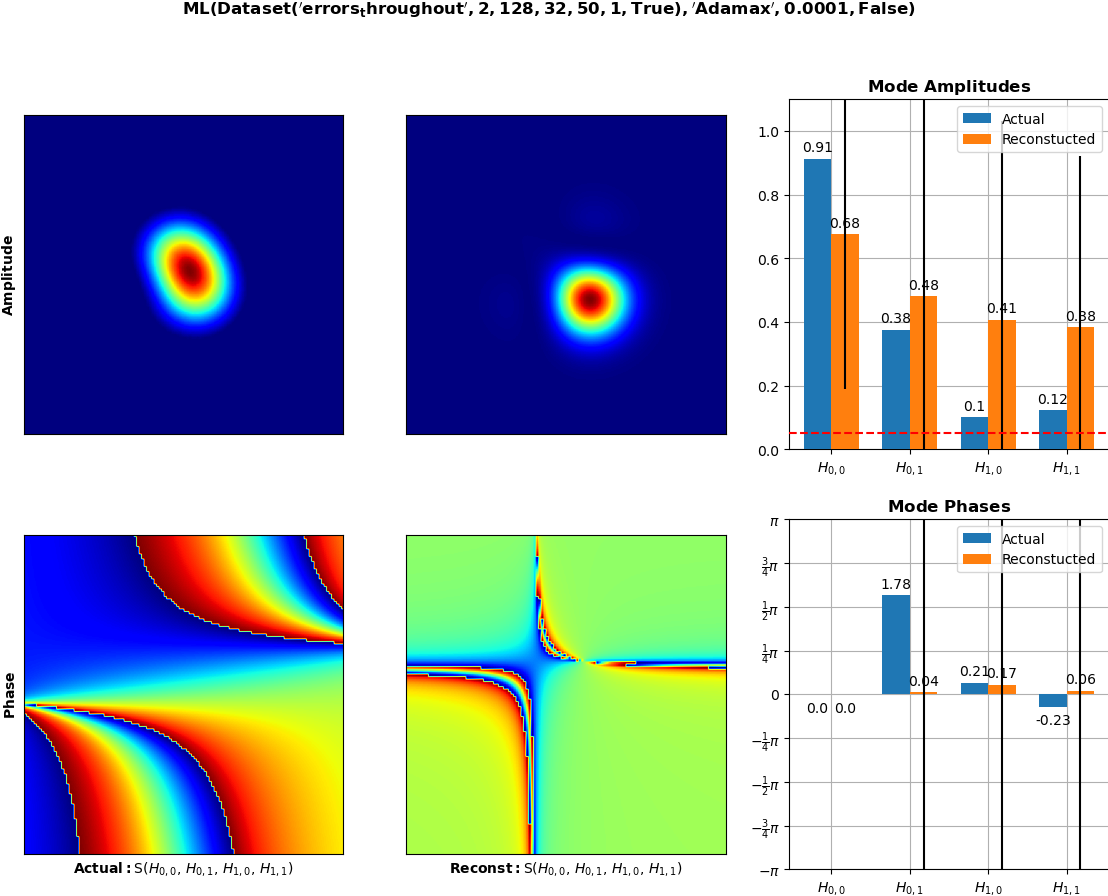 ML(Dataset('errors_throughout', 2, 128, 32, 50, 1, True), 'Adamax', 0.0001, False)
Amplitude
Mode Amplitudes
Actual
Reconstucted
1.0
0.8
0.6
0.4
0.2
0.0
0.91
0.68
0.38
0.48
0.1
0.41
0.12
0.38
H0,0
H0,1
H1,0
H1,1
Phase
Actual: S(H0,0, H0,1, H1,0, H1,1)
Reconst: S(H0,0, H0,1, H1,0, H1,1)
Mode Phases
Actual
Reconstucted
π
3/4π
1/2π
1/4π
0
−1/4π
−1/2π
−3/4π
−π
0.0
0.0
1.78
0.04
0.21
0.17
-0.23
0.06
H0,0
H0,1
H1,0
H1,1